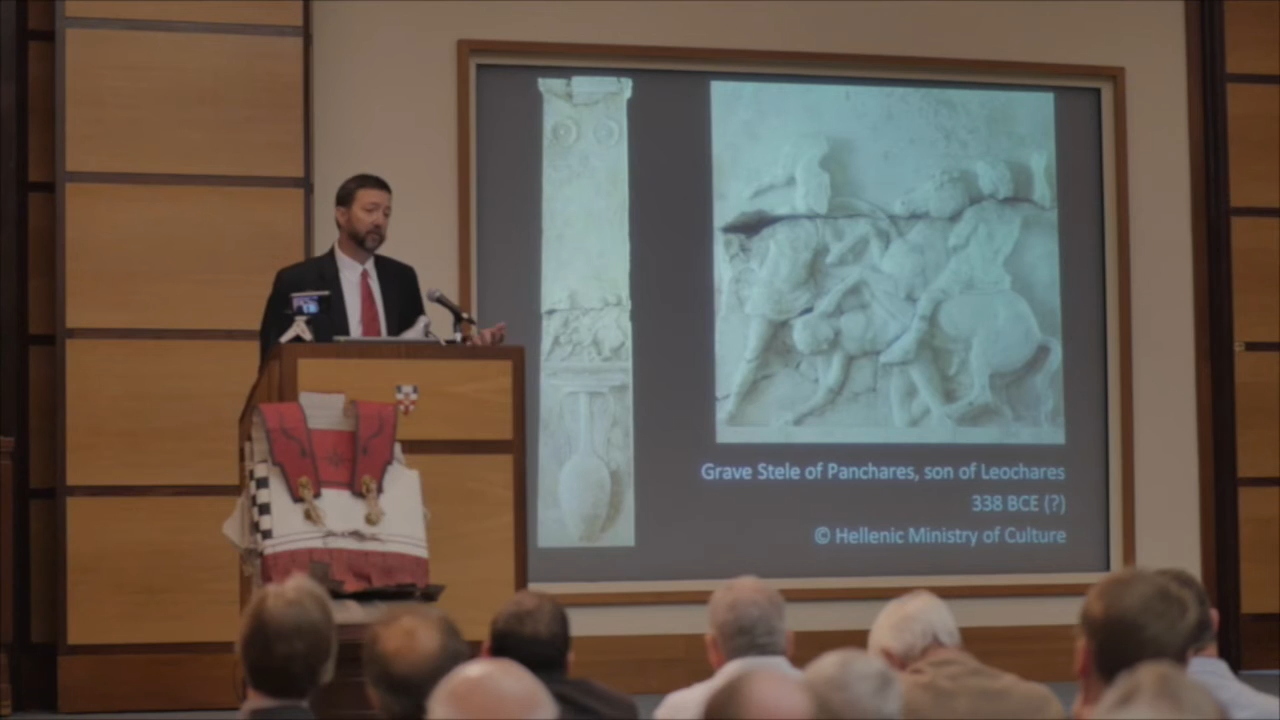 Grave Stele of Panchares, son of Leochares
338 BCE (?)
© Hellenic Ministry of Culture